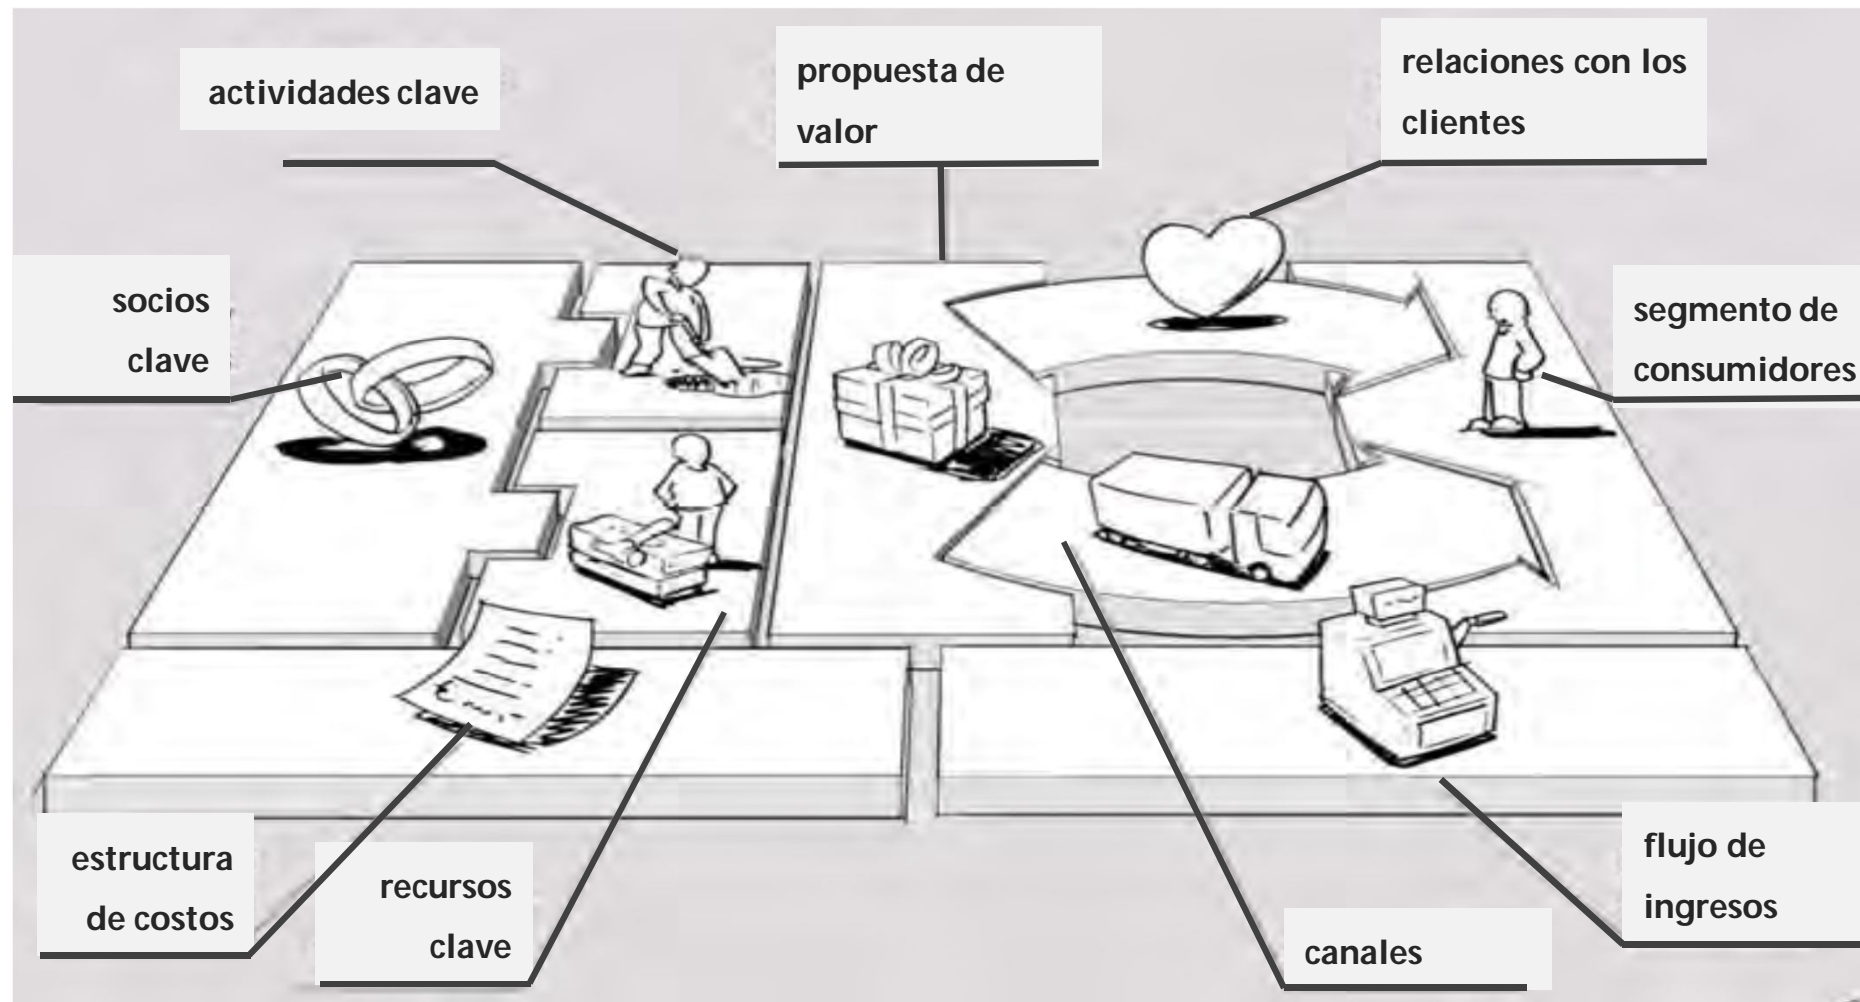 actividades clave
propuesta de
valor
relaciones con los
clientes
socios
clave
segmento de
consumidores
estructura
de costos
recursos
clave
canales
flujo de
ingresos